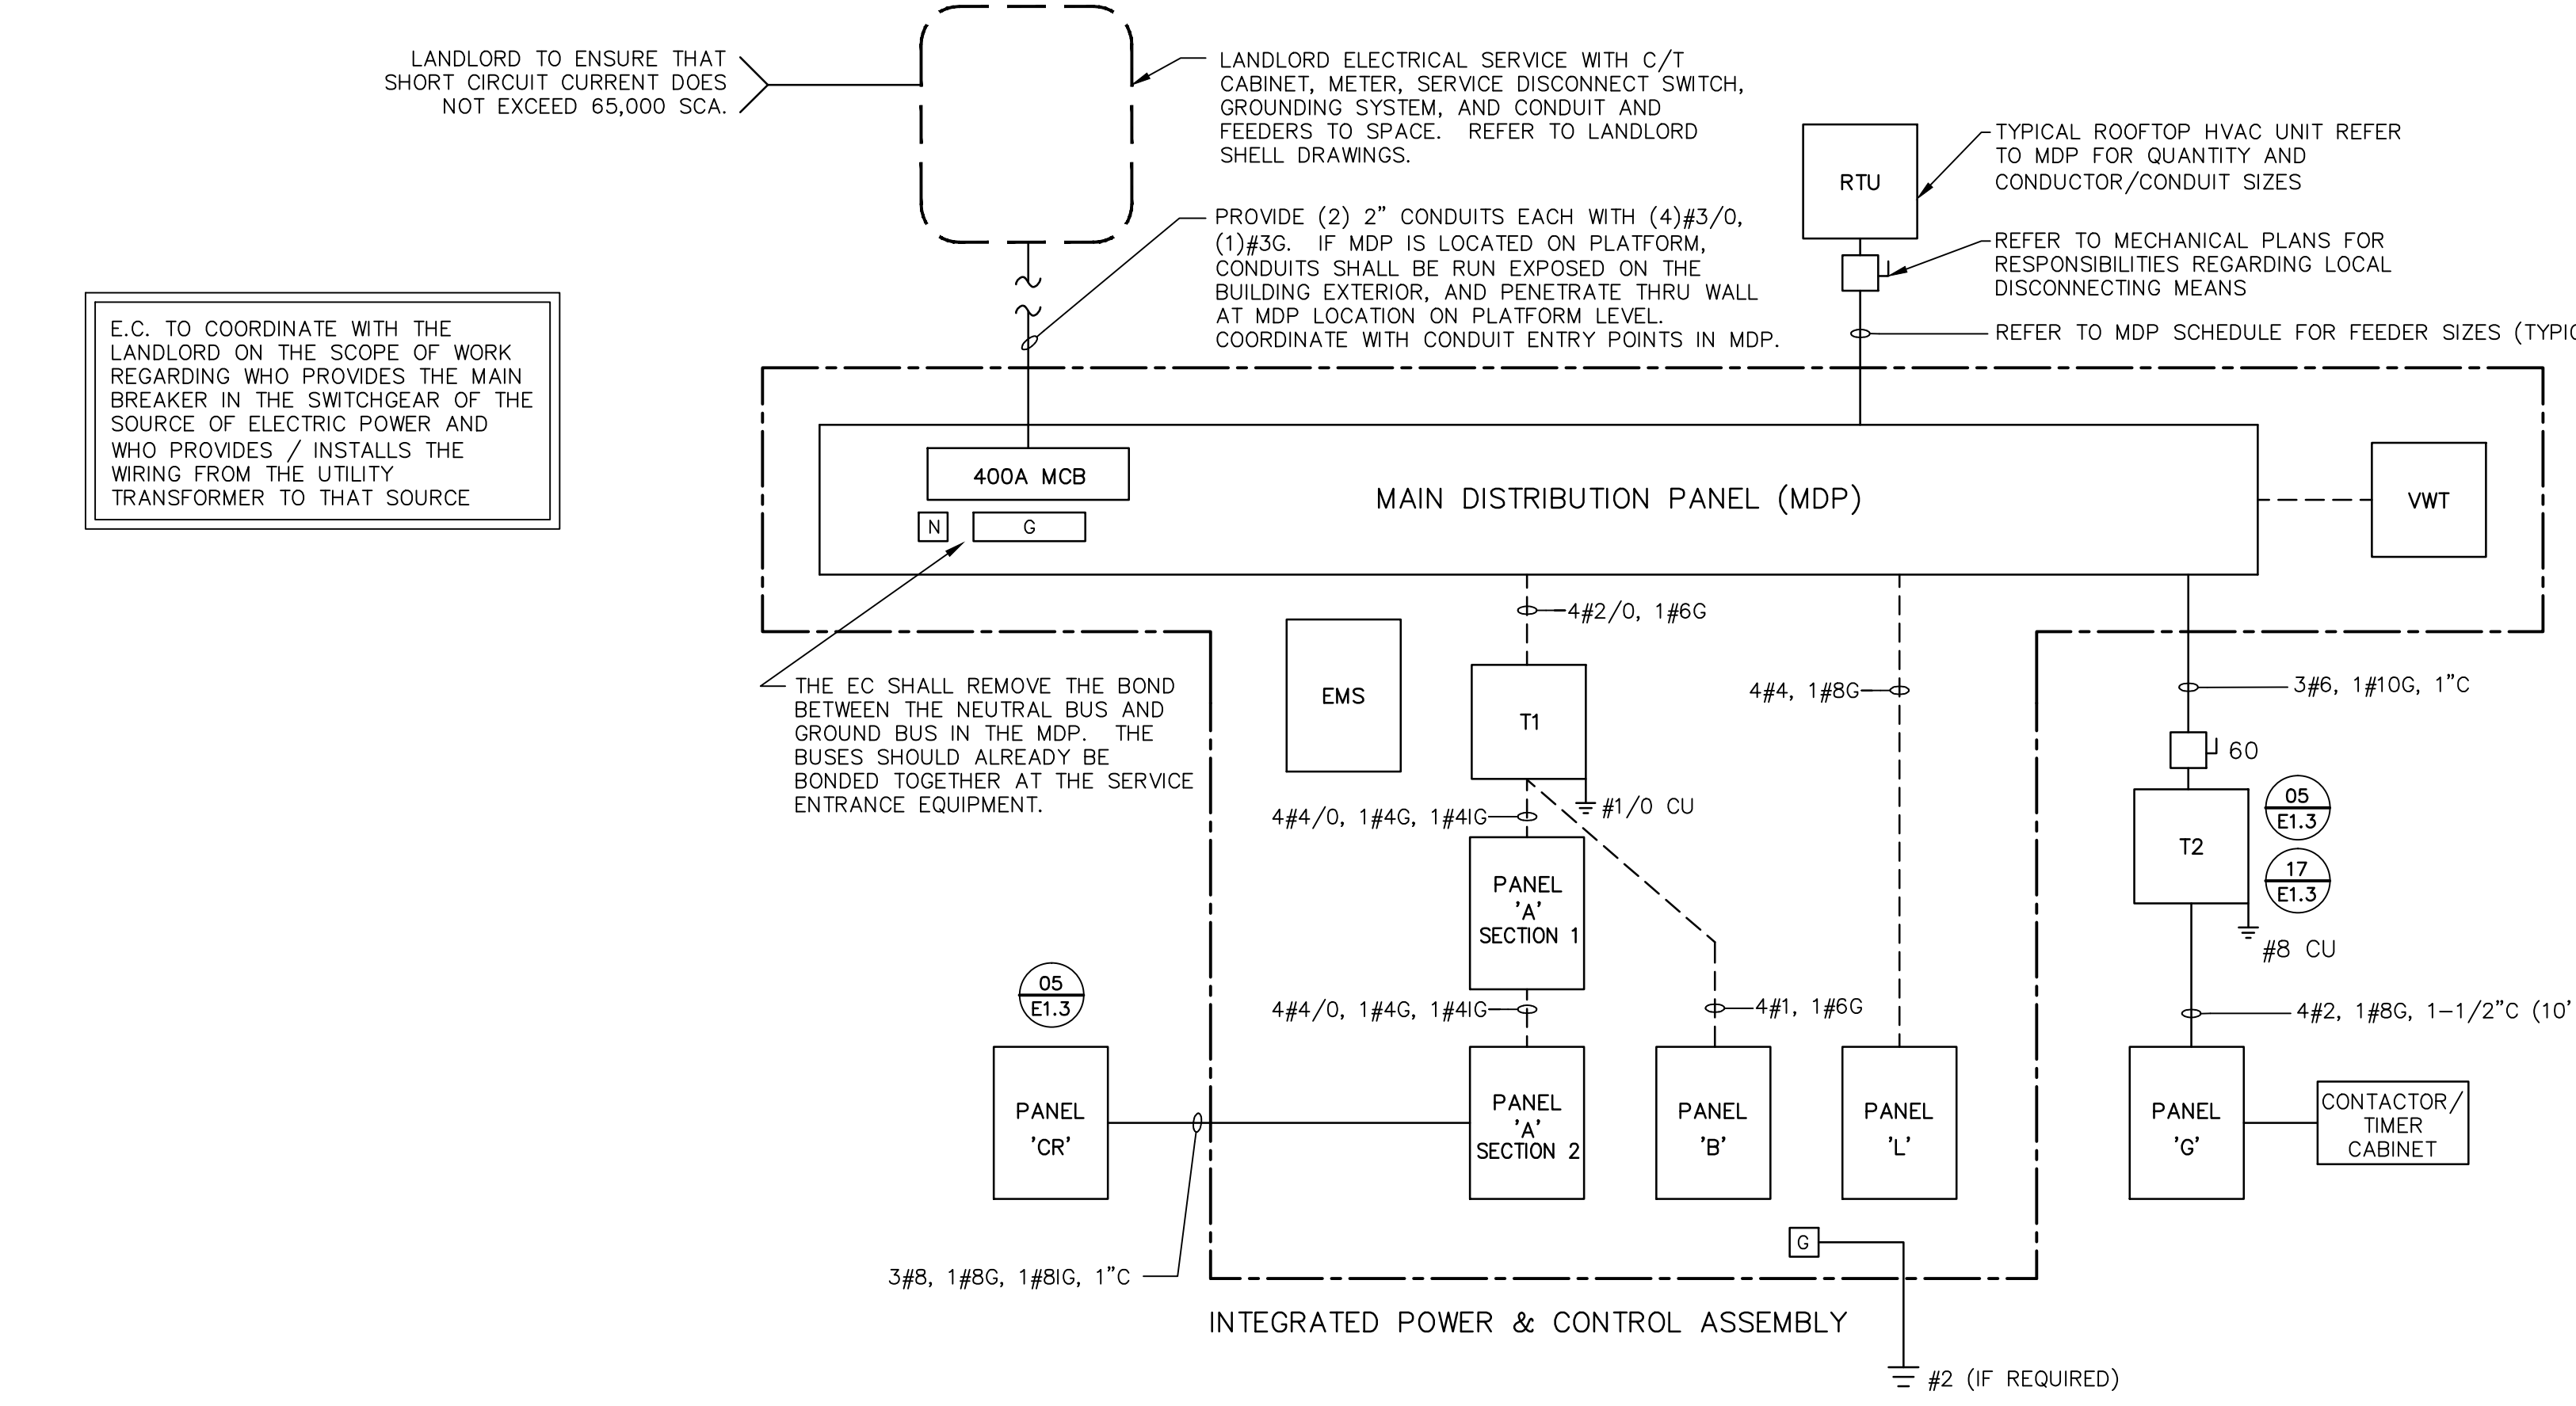 LANDLORD TO ENSURE THAT
SHORT CIRCUIT CURRENT DOES
NOT EXCEED 65,000 SCA.
LANDLORD ELECTRICAL SERVICE WITH C/T
CABINET, METER, SERVICE DISCONNECT SWITCH,
GROUNDING SYSTEM, AND CONDUIT AND
FEEDERS TO SPACE. REFER TO LANDLORD
SHELL DRAWINGS.
RTU
TYPICAL ROOFTOP HVAC UNIT REFER
TO MDP FOR QUANTITY AND
CONDUCTOR/CONDUIT SIZES
PROVIDE (2) 2" CONDUITS EACH WITH (4)#3/0,
(1)#3G. IF MDP IS LOCATED ON PLATFORM,
CONDUITS SHALL BE RUN EXPOSED ON THE
BUILDING EXTERIOR, AND PENETRATE THRU WALL
AT MDP LOCATION ON PLATFORM LEVEL.
COORDINATE WITH CONDUIT ENTRY POINTS IN MDP.
REFER TO MECHANICAL PLANS FOR
RESPONSIBILITIES REGARDING LOCAL
DISCONNECTING MEANS
REFER TO MDP SCHEDULE FOR FEEDER SIZES
E.C. TO COORDINATE WITH THE
LANDLORD ON THE SCOPE OF WORK
REGARDING WHO PROVIDES THE MAIN
BREAKER IN THE SWITCHGEAR OF THE
SOURCE OF ELECTRIC POWER AND
WHO PROVIDES / INSTALLS THE
WIRING FROM THE UTILITY
TRANSFORMER TO THAT SOURCE
400A MCB
N
G
MAIN DISTRIBUTION PANEL (MDP)
VWT
4#2/0, 1#6G
THE EC SHALL REMOVE THE BOND
BETWEEN THE NEUTRAL BUS AND
GROUND BUS IN THE MDP. THE
BUSES SHOULD ALREADY BE
BONDED TOGETHER AT THE SERVICE
ENTRANCE EQUIPMENT.
EMS
T1
4#4, 1#8G
3#6, 1#10G, 1"C
60
4#4/0, 1#4G, 1#4IG
#1/0 CU
T2
05
E1.3
17
E1.3
#8 CU
PANEL
'A'
SECTION 1
4#4/0, 1#4G, 1#4IG
4#1, 1#6G
4#2, 1#8G, 1-1/2"C (10'
05
E1.3
PANEL
'CR'
PANEL
'A'
SECTION 2
PANEL
'B'
PANEL
'L'
PANEL
'G'
CONTACTOR/
TIMER
CABINET
G
3#8, 1#8G, 1#8IG, 1"C
INTEGRATED POWER & CONTROL ASSEMBLY
#2 (IF REQUIRED)